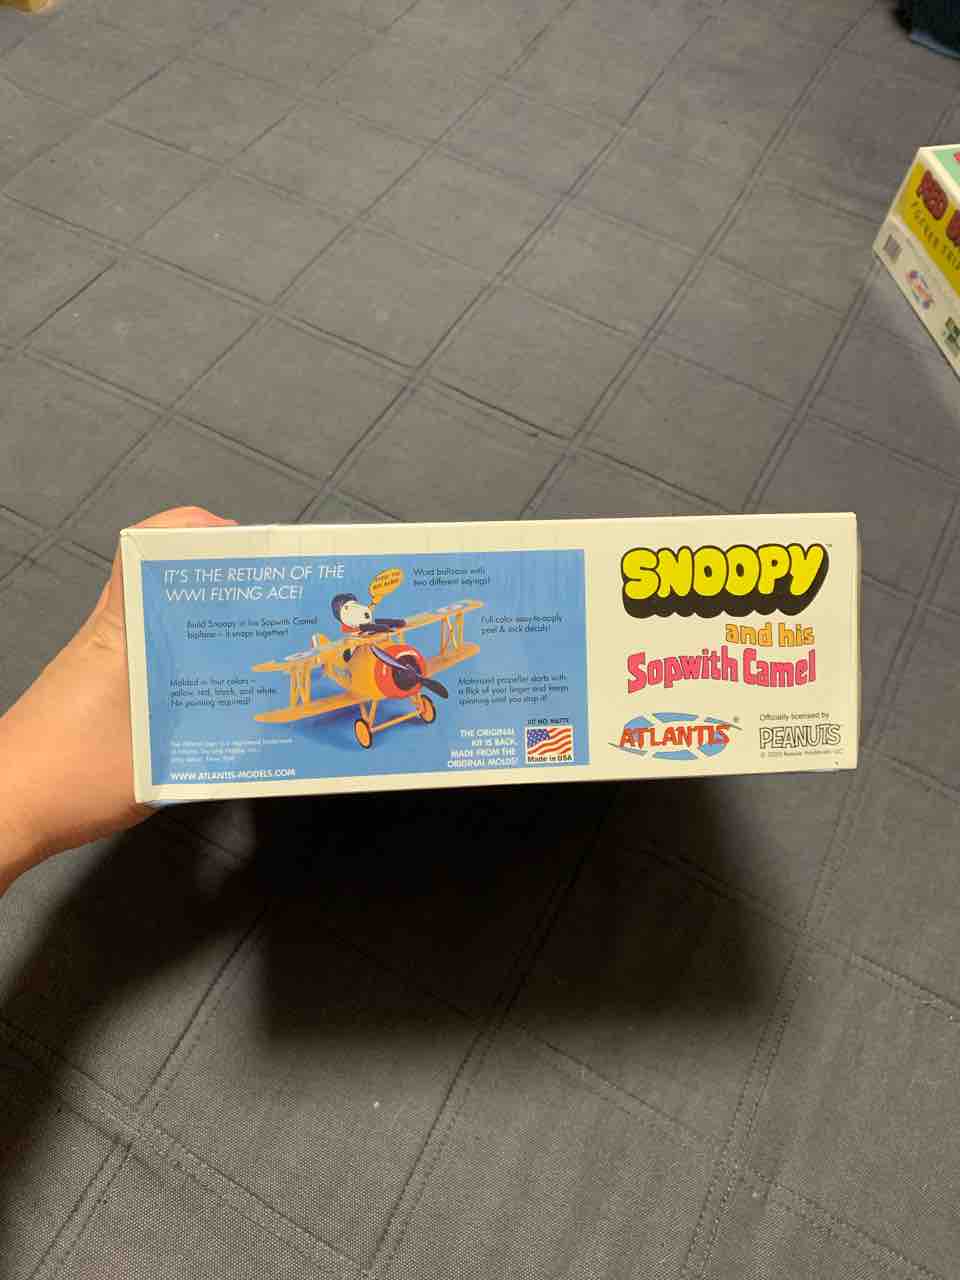 IT'S THE RETURN OF THE
WWI FLYING ACE!
Build Snoopy in his Sopwith Camel
biplane – it snaps together!
Molded in four colors –
yellow, red, black, and white.
No painting required!
Word balloons with
two different sayings!
Full-color easy-to-apply
peel & stick decals!
Motorized propeller starts with
a flick of your finger and keeps
spinning until you stop it!
THE ORIGINAL
KIT IS BACK,
MADE FROM THE
ORIGINAL MOLDS!
KIT NO.
Made in USA
WWW.ATLANTIS-MODELS.COM
SNOOPY™
and his
Sopwith Camel
ATLANTIS®
Officially licensed by
PEANUTS
RED